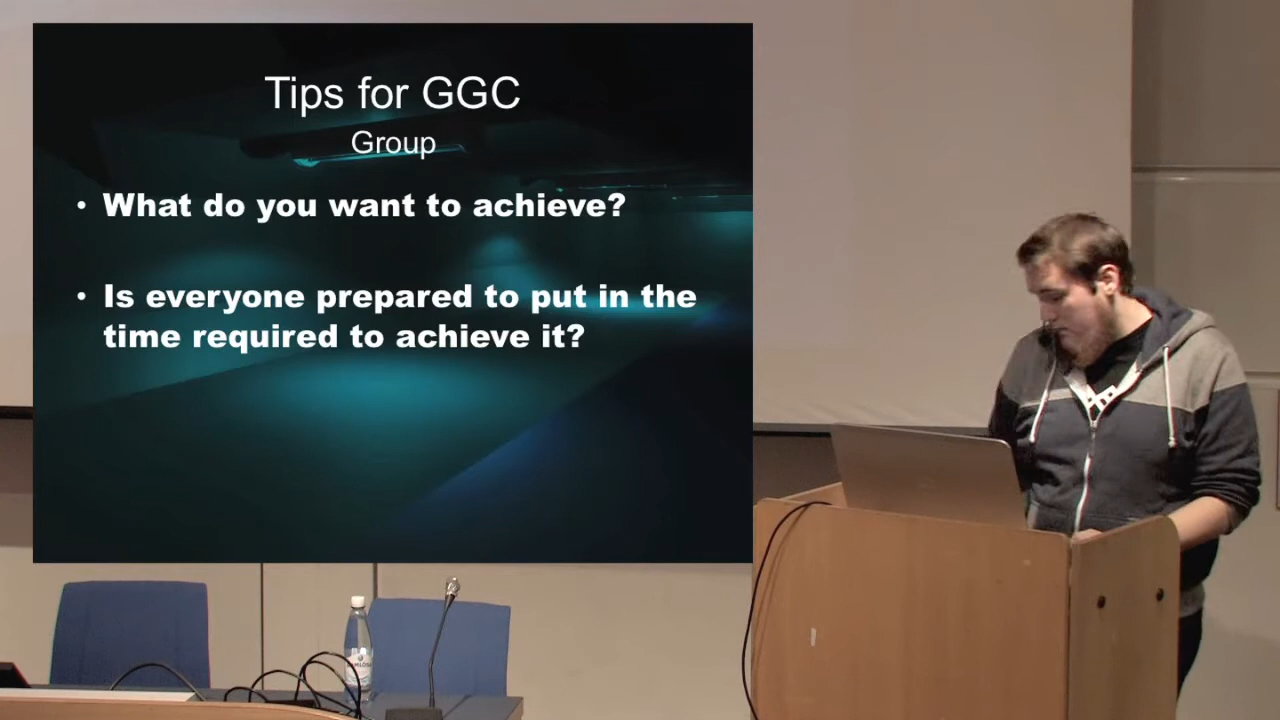 Tips for GGC
Group
• What do you want to achieve?
• Is everyone prepared to put in the
time required to achieve it?